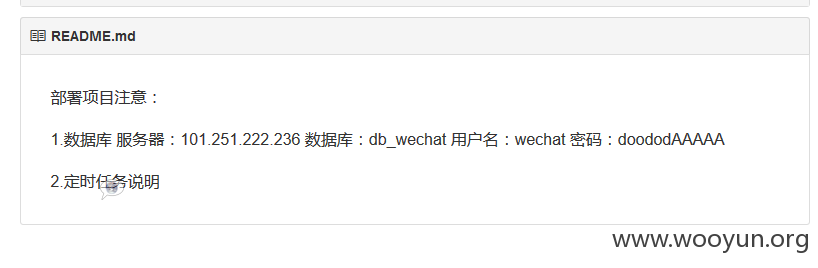 README.md
部署项目注意：
1.数据库 服务器：101.251.222.236 数据库：db_wechat 用户名：wechat 密码：doododAAAAA
2.定时任务说明
www.wooyun.org